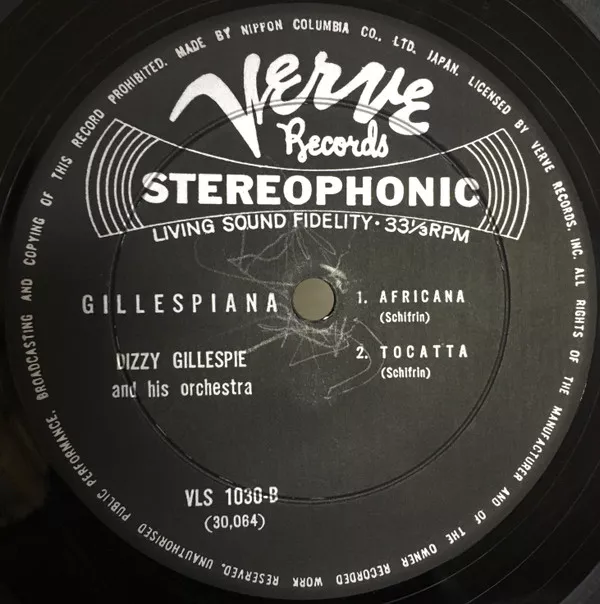 MADE BY NIPPON COLUMBIA CO., LTD. JAPAN. LICENSED BY VERVE RECORDS, INC. ALL RIGHTS OF THE MANUFACTURER AND OF THE OWNER RECORDED WORK RESERVED. UNAUTHORISED PUBLIC PERFORMANCE. BROADCASTING AND COPYING OF THIS RECORD PROHIBITED.
Verve
Records
STEREOPHONIC
LIVING SOUND FIDELITY · 33⅓ RPM
GILLESPIANA
DIZZY GILLESPIE
and his orchestra
1. AFRICANA
(Schifrin)
2. TOCATTA
(Schifrin)
VLS 1030-B
(30,064)